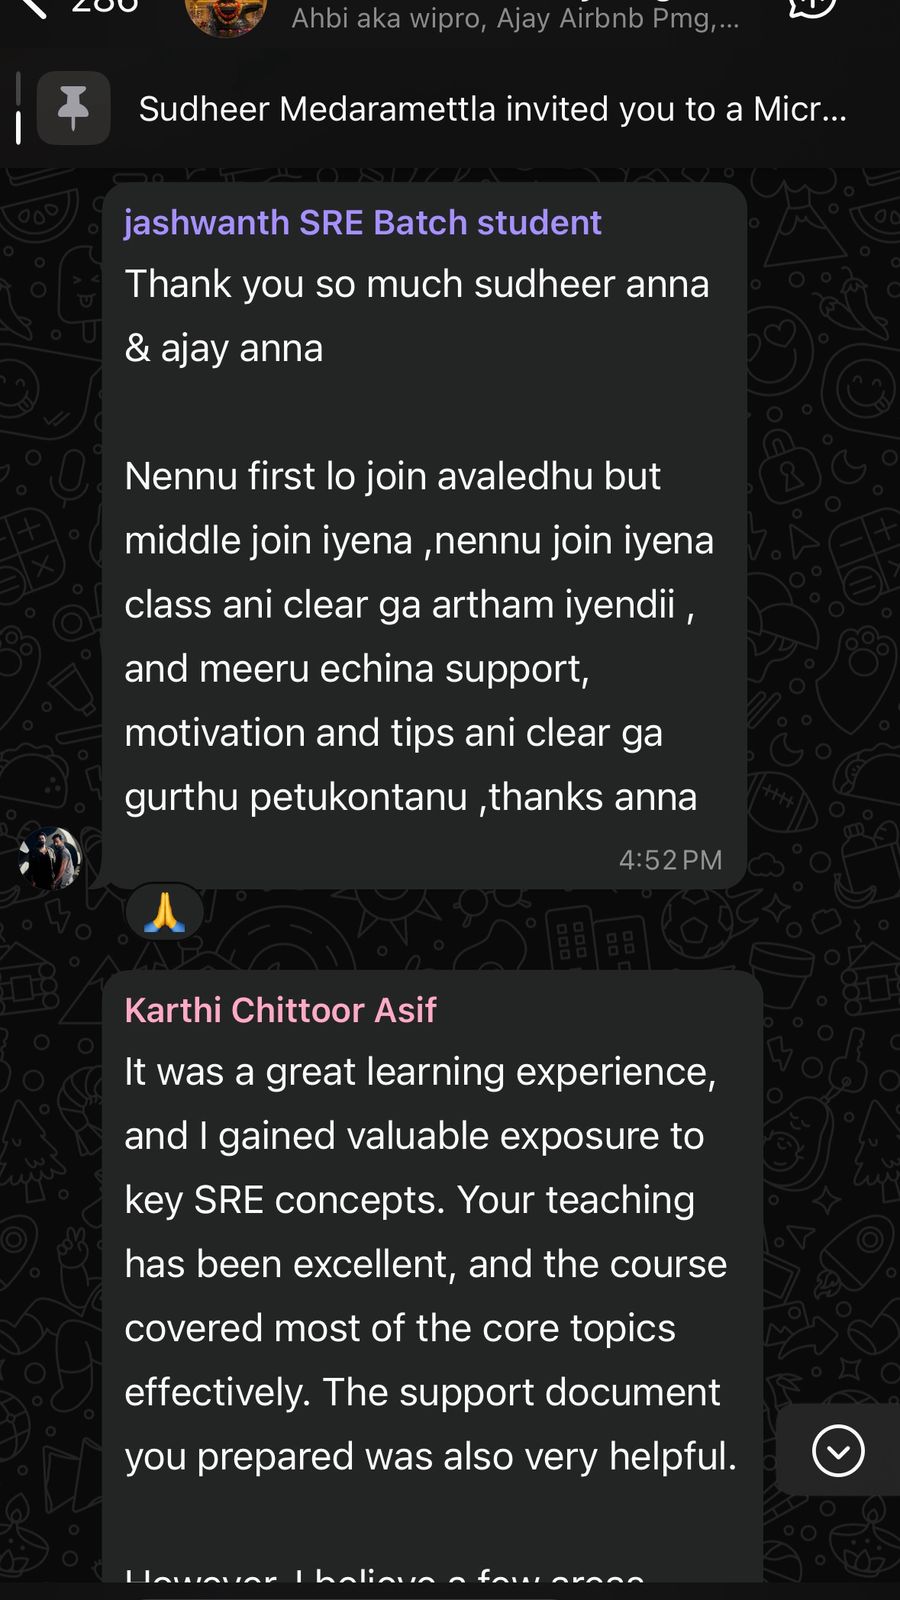 286
Ahbi aka wipro, Ajay Airbnb Pmg,...
Sudheer Medaramettla invited you to a Micr...
jashwanth SRE Batch student
Thank you so much sudheer anna
& ajay anna
Nennu first lo join avaledhu but
middle join iyena ,nennu join iyena
class ani clear ga artham iyendii ,
and meeru echina support,
motivation and tips ani clear ga
gurthu petukontanu ,thanks anna
4:52 PM
🙏
Karthi Chittoor Asif
It was a great learning experience,
and I gained valuable exposure to
key SRE concepts. Your teaching
has been excellent, and the course
covered most of the core topics
effectively. The support document
you prepared was also very helpful.
However, I believe a few areas